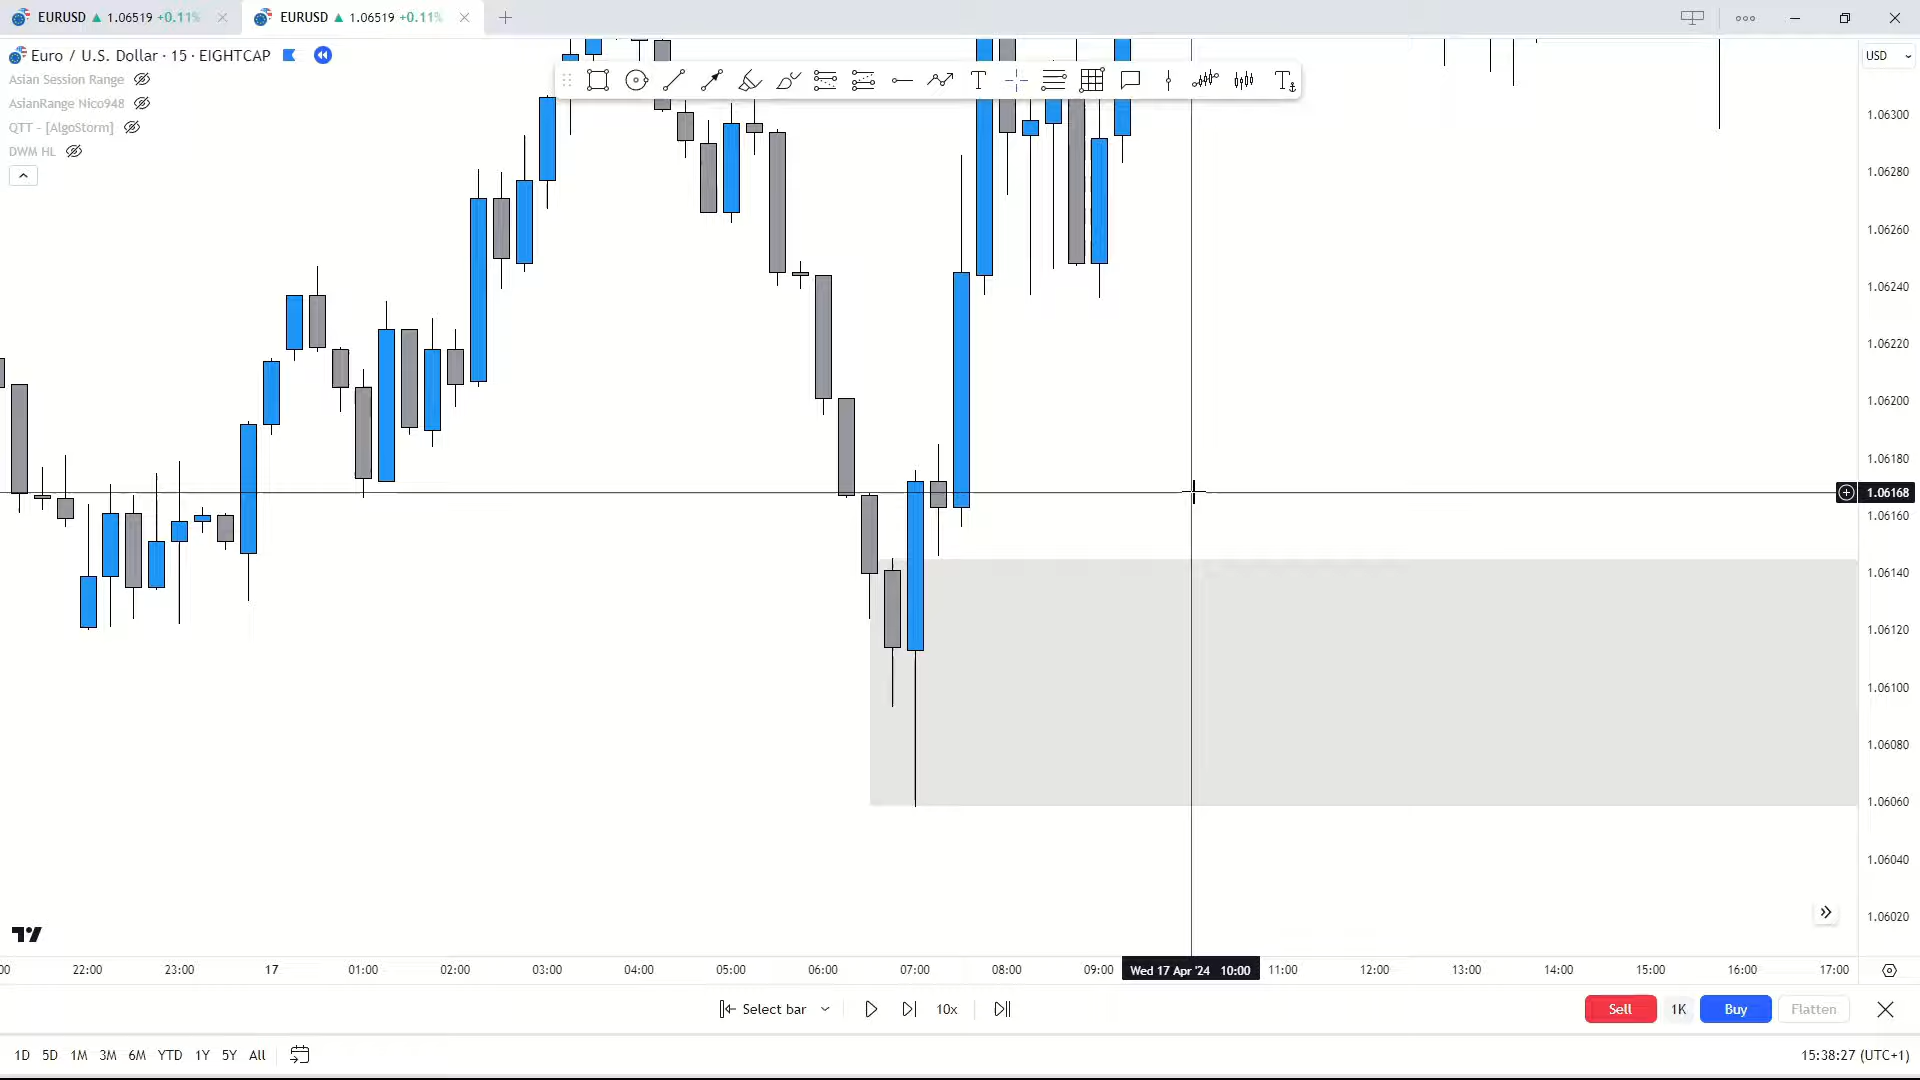 EURUSD ▲ 1.06519 +0.11%
EURUSD ▲ 1.06519 +0.11%
Euro / U.S. Dollar · 15 · EIGHTCAP
USD
Asian Session Range
AsianRange Nico948
QTT - [AlgoStorm]
DWM HL
1.06300
1.06280
1.06260
1.06240
1.06220
1.06200
1.06180
1.06168
1.06160
1.06140
1.06120
1.06100
1.06080
1.06060
1.06040
1.06020
22:00 23:00 17 01:00 02:00 03:00 04:00 05:00 06:00 07:00 08:00 09:00 Wed 17 Apr '24 10:00 11:00 12:00 13:00 14:00 15:00 16:00 17:00
Select bar 10x Sell 1K Buy Flatten
1D 5D 1M 3M 6M YTD 1Y 5Y All 15:38:27 (UTC+1)